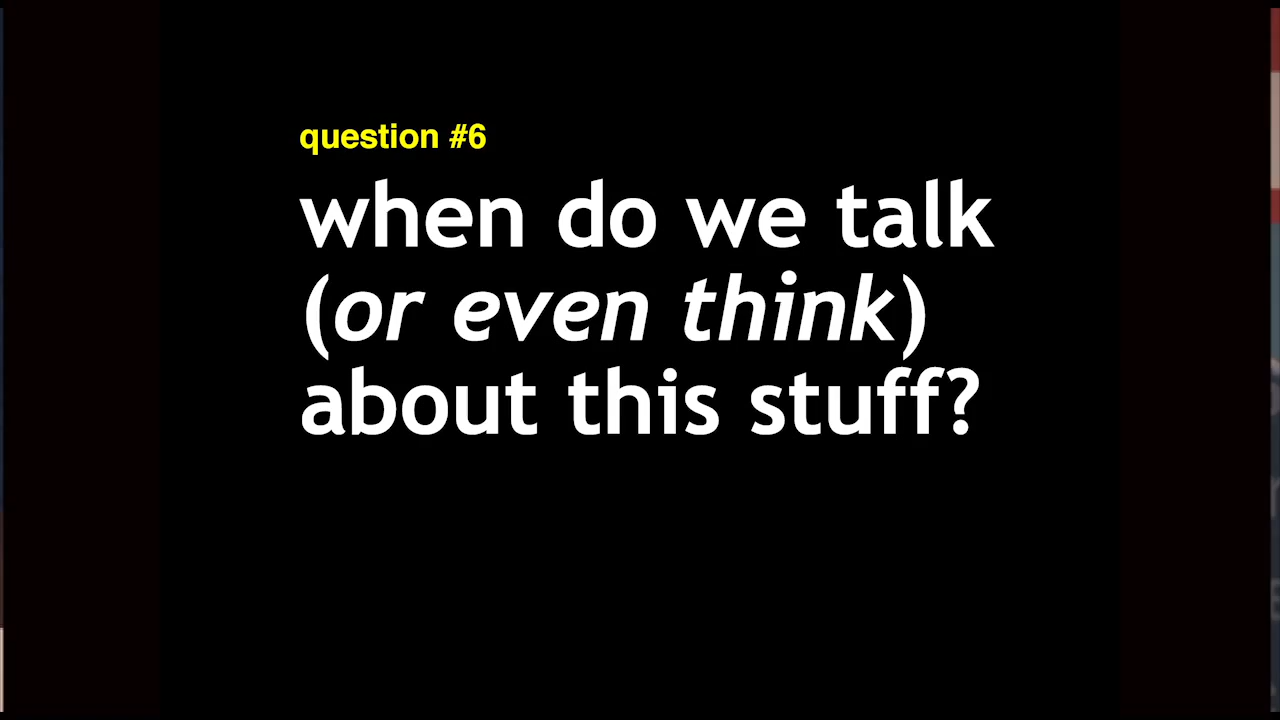 question #6
when do we talk
(or even think)
about this stuff?